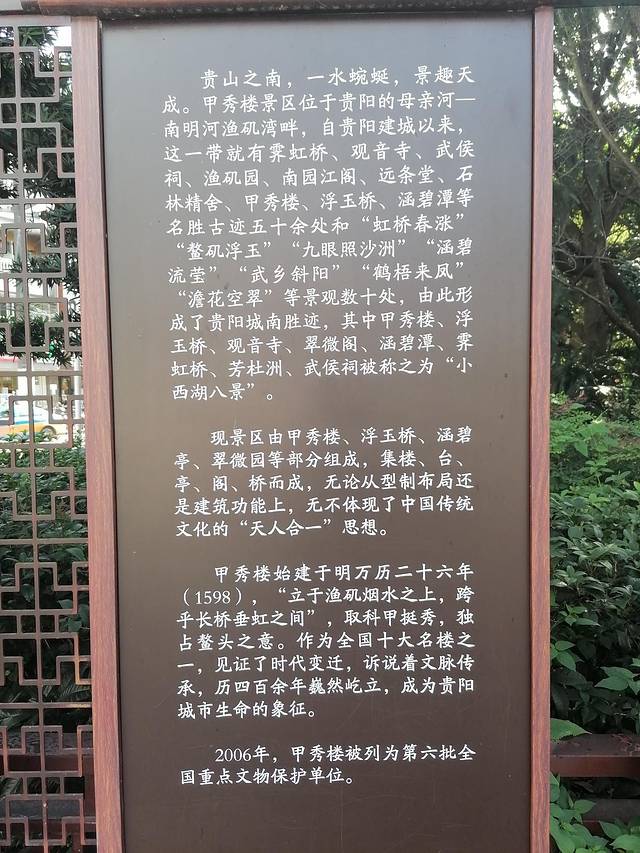 贵山之南，一水蜿蜒，景趣天
成。甲秀楼景区位于贵阳的母亲河—
南明河渔矶湾畔，自贵阳建城以来，
这一带就有霁虹桥、观音寺、武侯
祠、渔矶园、南园江阁、远条堂、石
林精舍、甲秀楼、浮玉桥、涵碧潭等
名胜古迹五十余处和“虹桥春涨”
“鳌矶浮玉”“九眼照沙洲”“涵碧
流莹”“武乡斜阳”“鹤梧来凤”
“澹花空翠”等景观数十处，由此形
成了贵阳城南胜迹，其中甲秀楼、浮
玉桥、观音寺、翠微阁、涵碧潭、霁
虹桥、芳杜洲、武侯祠被称之为“小
西湖八景”。
现景区由甲秀楼、浮玉桥、涵碧
亭、翠微园等部分组成，集楼、台、
亭、阁、桥而成，无论从型制布局还
是建筑功能上，无不体现了中国传统
文化的“天人合一”思想。
甲秀楼始建于明万历二十六年
（1598），“立于渔矶烟水之上，跨
乎长桥垂虹之间”，取科甲挺秀，独
占鳌头之意。作为全国十大名楼之
一，见证了时代变迁，诉说着文脉传
承，历四百余年巍然屹立，成为贵阳
城市生命的象征。
2006年，甲秀楼被列为第六批全
国重点文物保护单位。